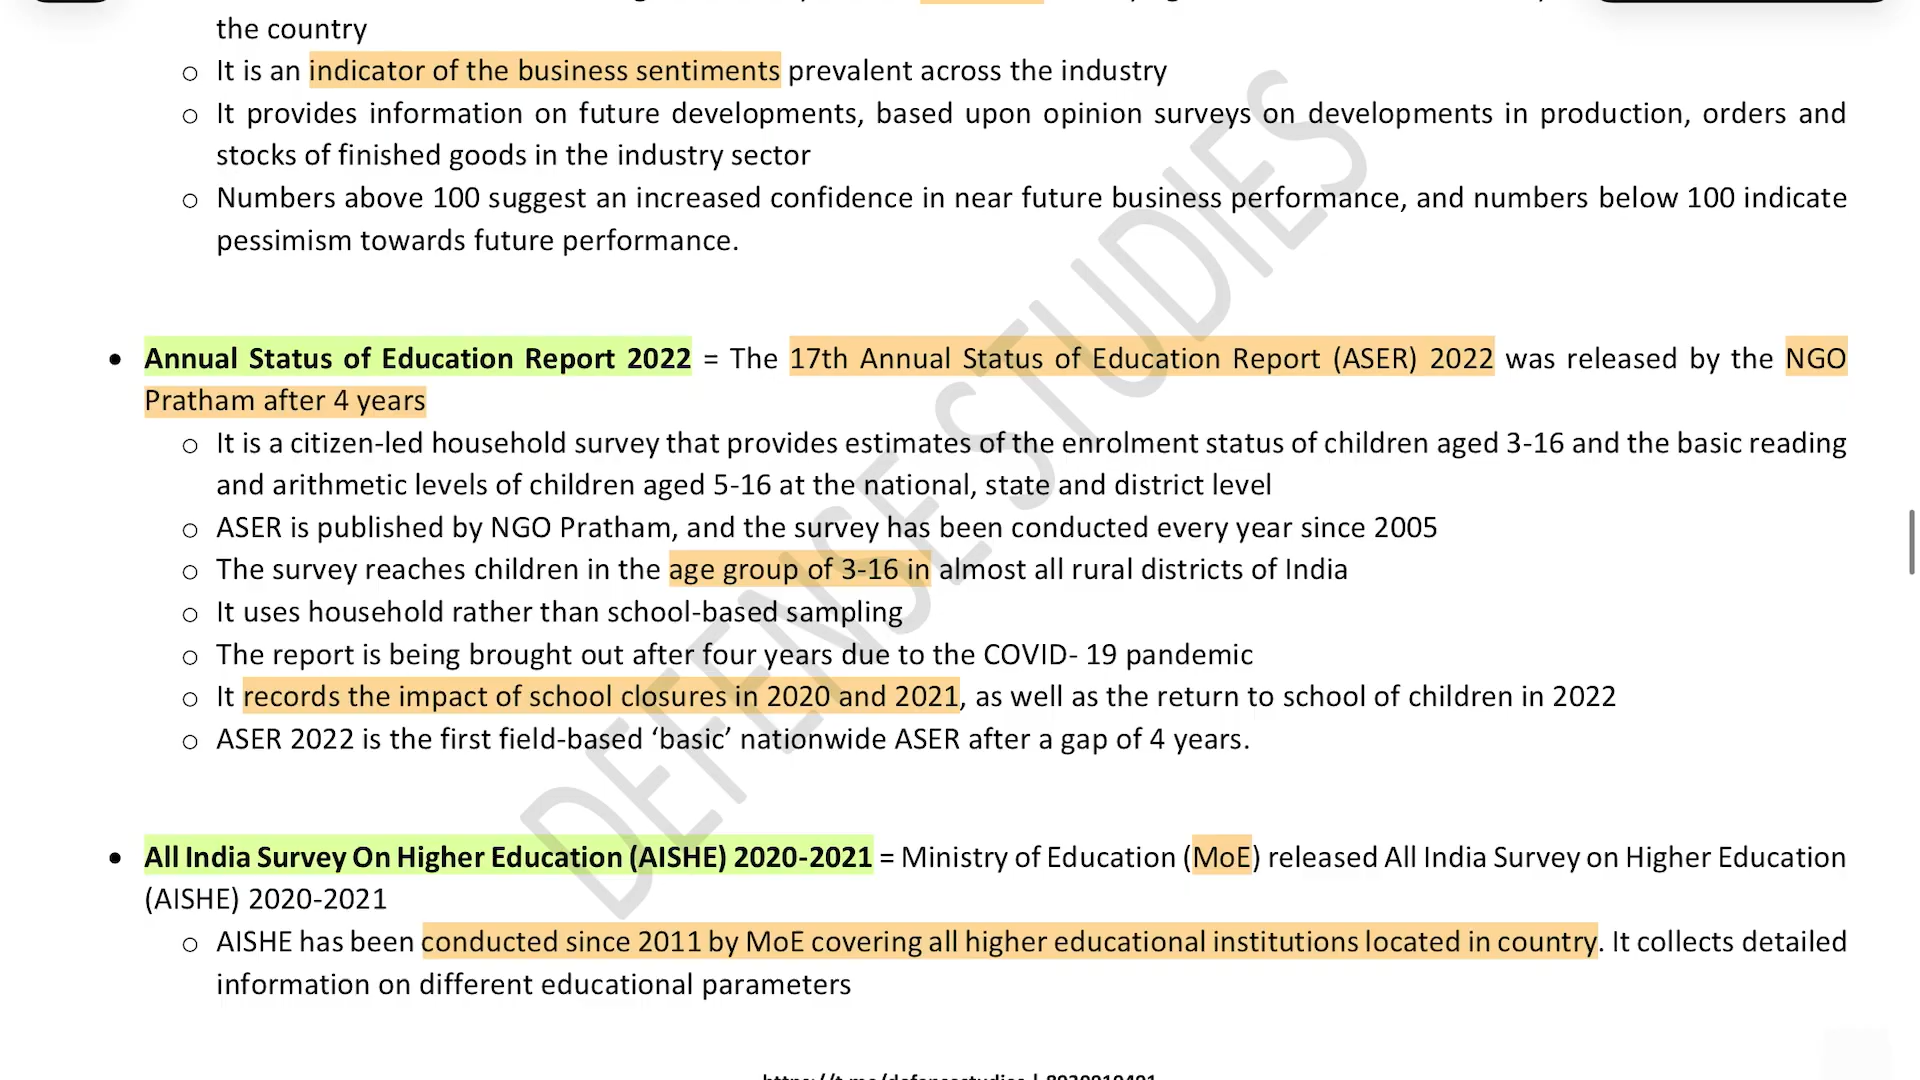 the country
o It is an indicator of the business sentiments prevalent across the industry
o It provides information on future developments, based upon opinion surveys on developments in production, orders and
stocks of finished goods in the industry sector
o Numbers above 100 suggest an increased confidence in near future business performance, and numbers below 100 indicate
pessimism towards future performance.
• Annual Status of Education Report 2022 = The 17th Annual Status of Education Report (ASER) 2022 was released by the NGO
Pratham after 4 years
o It is a citizen-led household survey that provides estimates of the enrolment status of children aged 3-16 and the basic reading
and arithmetic levels of children aged 5-16 at the national, state and district level
o ASER is published by NGO Pratham, and the survey has been conducted every year since 2005
o The survey reaches children in the age group of 3-16 in almost all rural districts of India
o It uses household rather than school-based sampling
o The report is being brought out after four years due to the COVID- 19 pandemic
o It records the impact of school closures in 2020 and 2021, as well as the return to school of children in 2022
o ASER 2022 is the first field-based ‘basic’ nationwide ASER after a gap of 4 years.
• All India Survey On Higher Education (AISHE) 2020-2021 = Ministry of Education (MoE) released All India Survey on Higher Education
(AISHE) 2020-2021
o AISHE has been conducted since 2011 by MoE covering all higher educational institutions located in country. It collects detailed
information on different educational parameters
DEFENSE STUDIES